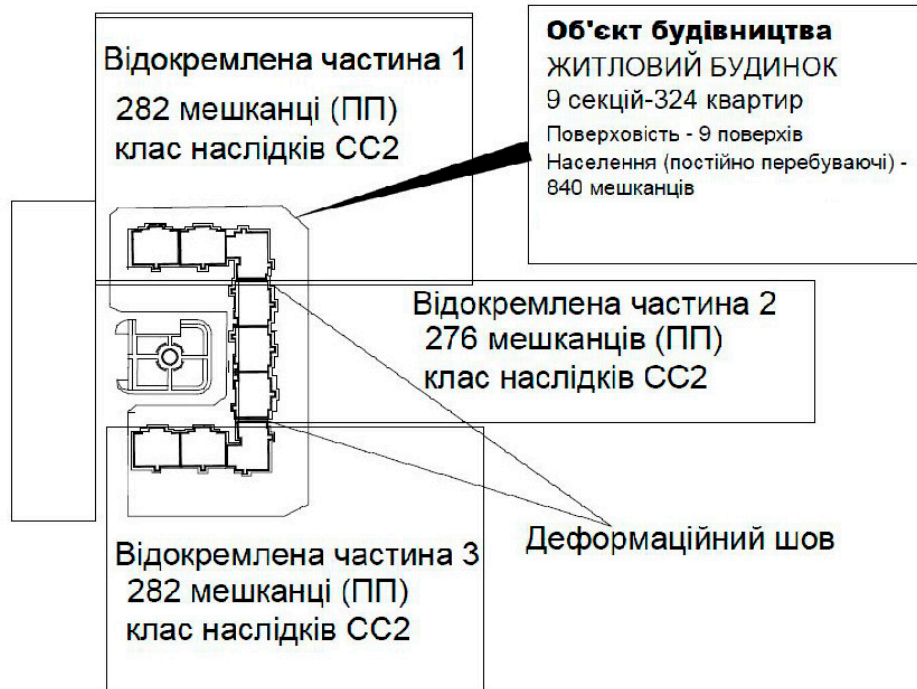 Відокремлена частина 1
282 мешканці (ПП)
клас наслідків СС2
Об'єкт будівництва
ЖИТЛОВИЙ БУДИНОК
9 секцій-324 квартир
Поверховість - 9 поверхів
Населення (постійно перебуваючі) -
840 мешканців
Відокремлена частина 2
276 мешканців (ПП)
клас наслідків СС2
Деформаційний шов
Відокремлена частина 3
282 мешканці (ПП)
клас наслідків СС2